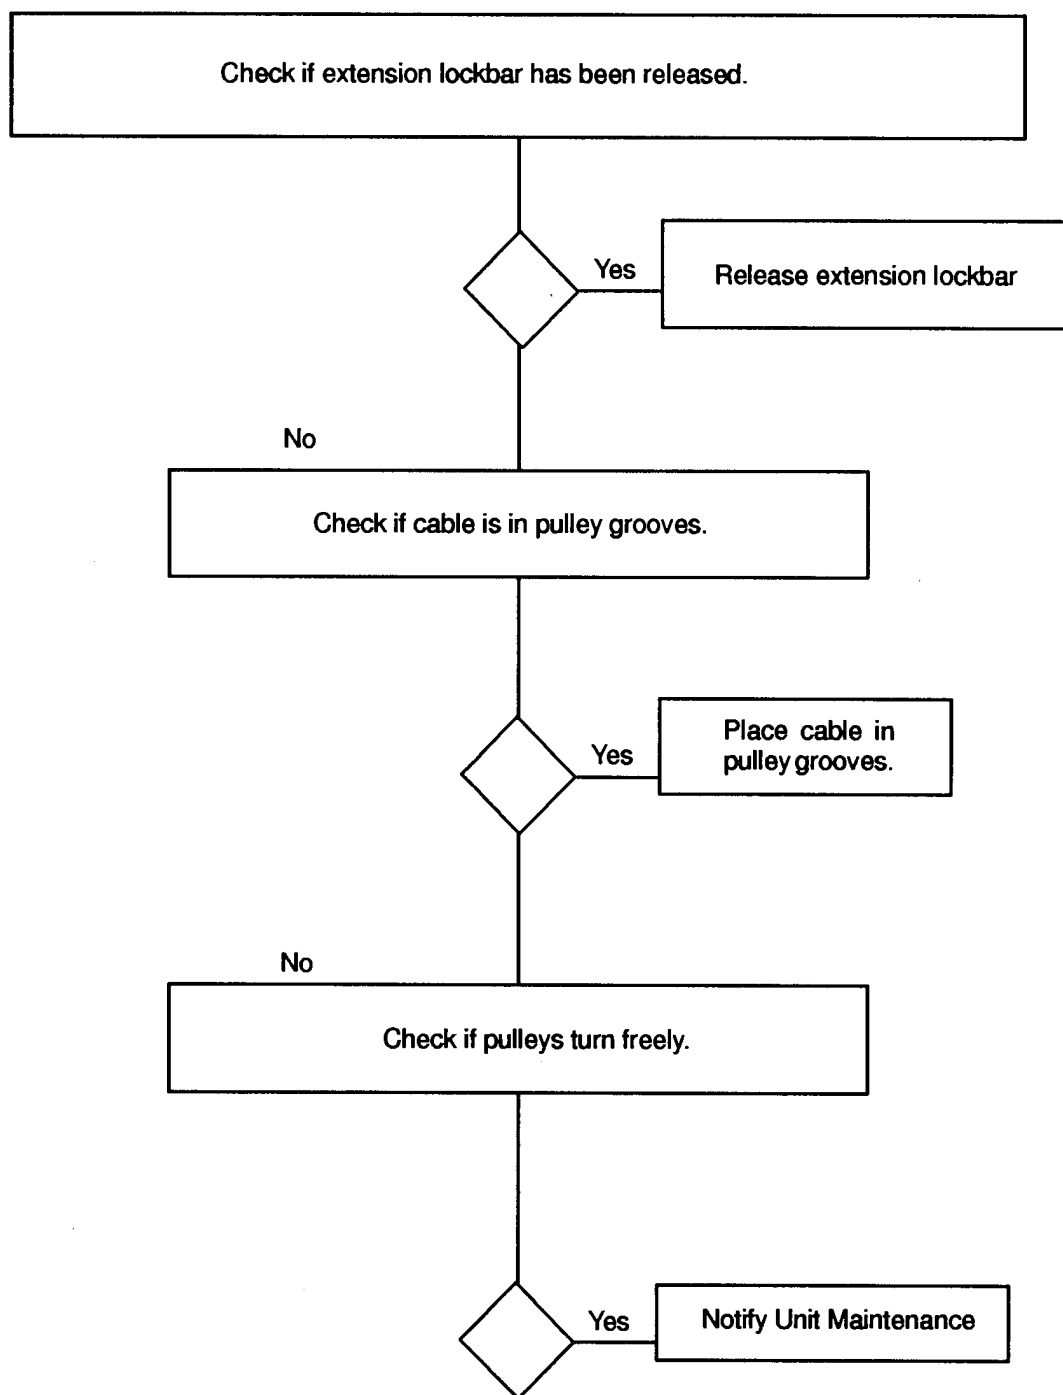 Check if extension lockbar has been released.
Yes
Release extension lockbar
No
Check if cable is in pulley grooves.
Yes
Place cable in
pulley grooves.
No
Check if pulleys turn freely.
Yes
Notify Unit Maintenance